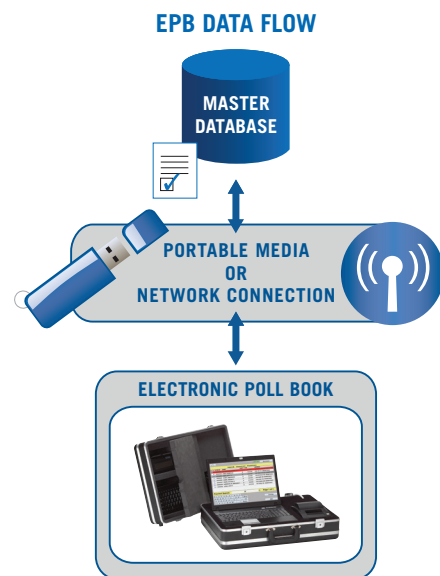 EPB DATA FLOW
MASTER
DATABASE
PORTABLE MEDIA
OR
NETWORK CONNECTION
ELECTRONIC POLL BOOK